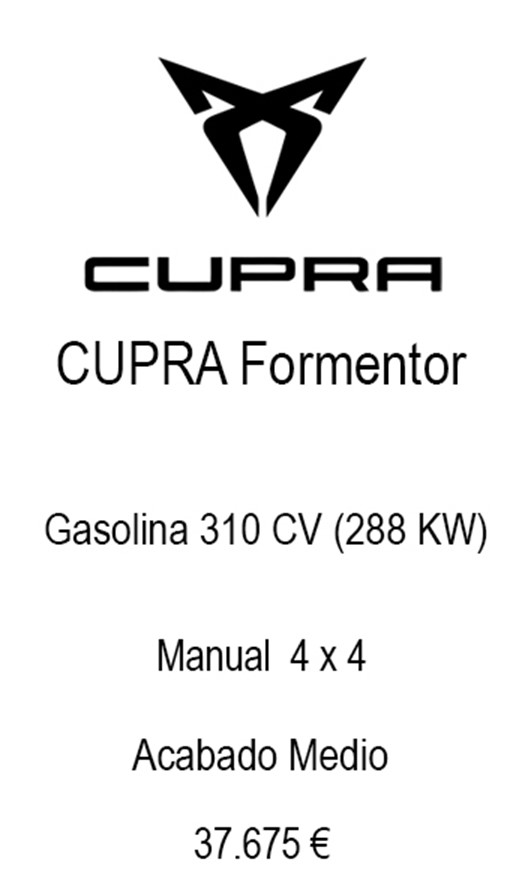 CUPRA
CUPRA Formentor
Gasolina 310 CV (288 KW)
Manual 4 x 4
Acabado Medio
37.675 €